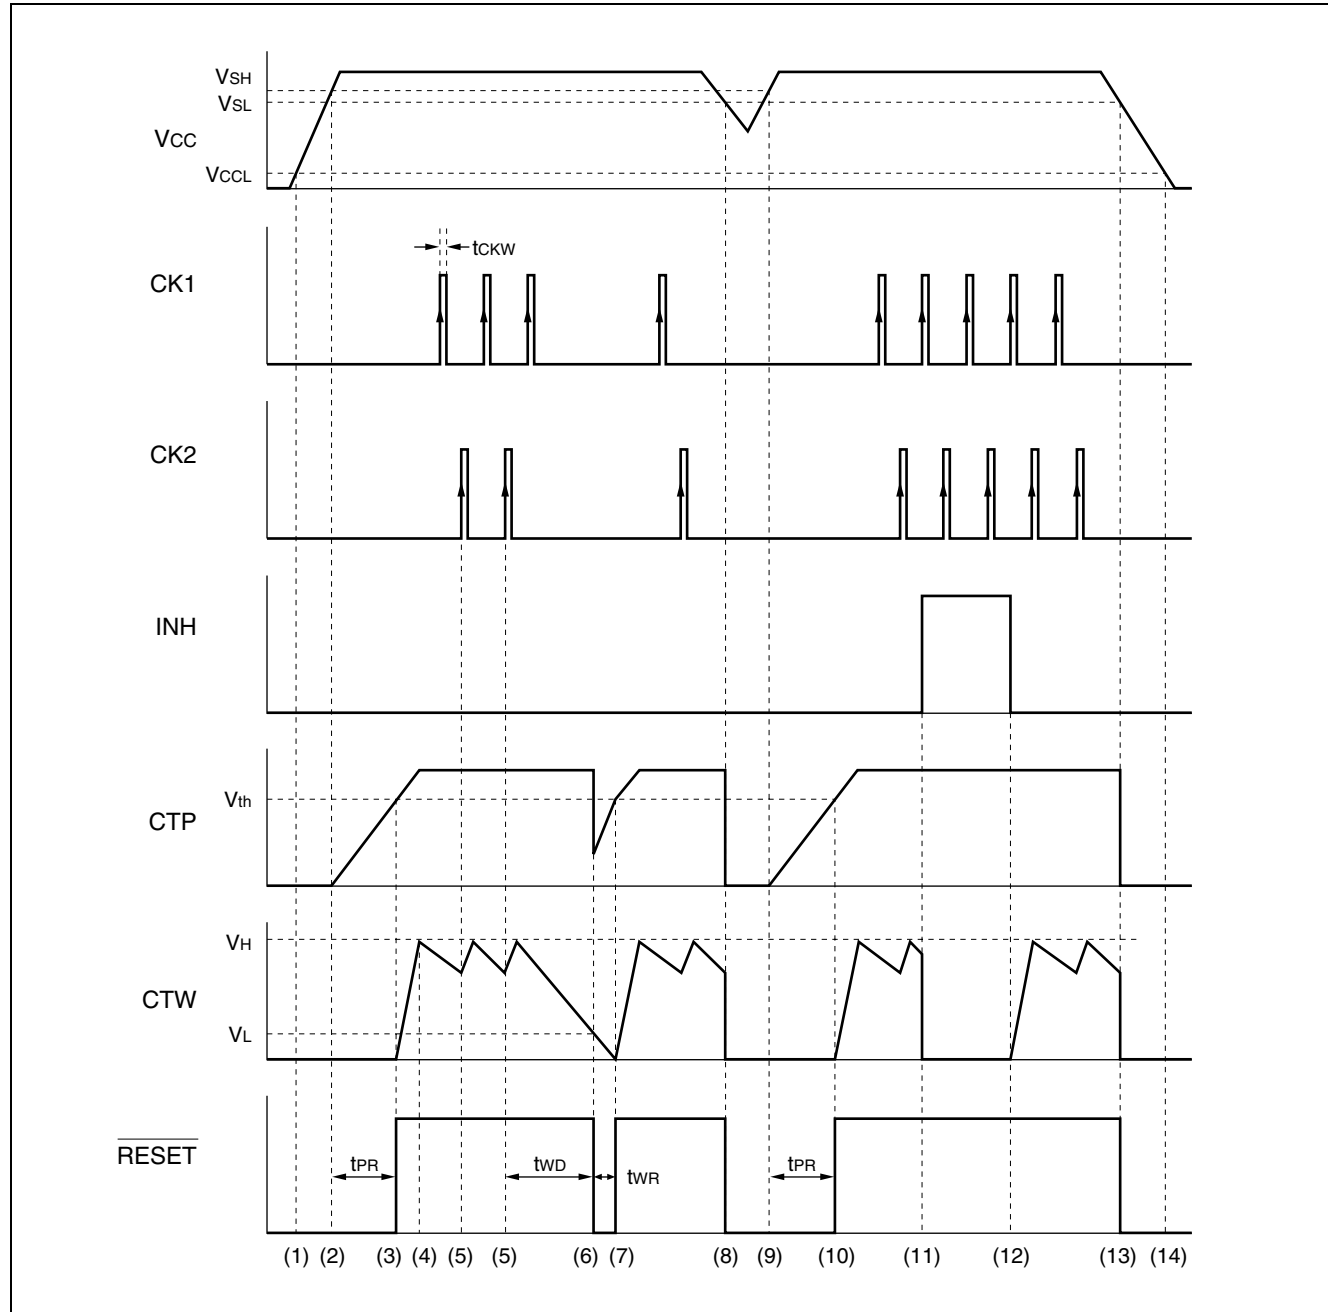 VSH
VSL
VCC
VCCL
tCKW
CK1
CK2
INH
Vth
CTP
VH
CTW
VL
RESET
tPR tWD tWR tPR
(1) (2) (3) (4) (5) (5) (6) (7) (8) (9) (10) (11) (12) (13) (14)